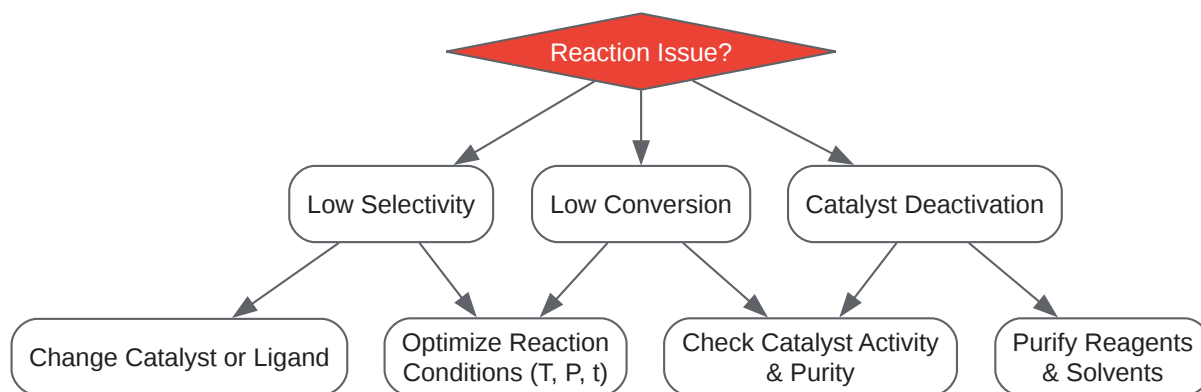 Reaction Issue?
Low Selectivity
Low Conversion
Catalyst Deactivation
Change Catalyst or Ligand
Optimize Reaction
Conditions (T, P, t)
Check Catalyst Activity
& Purity
Purify Reagents
& Solvents